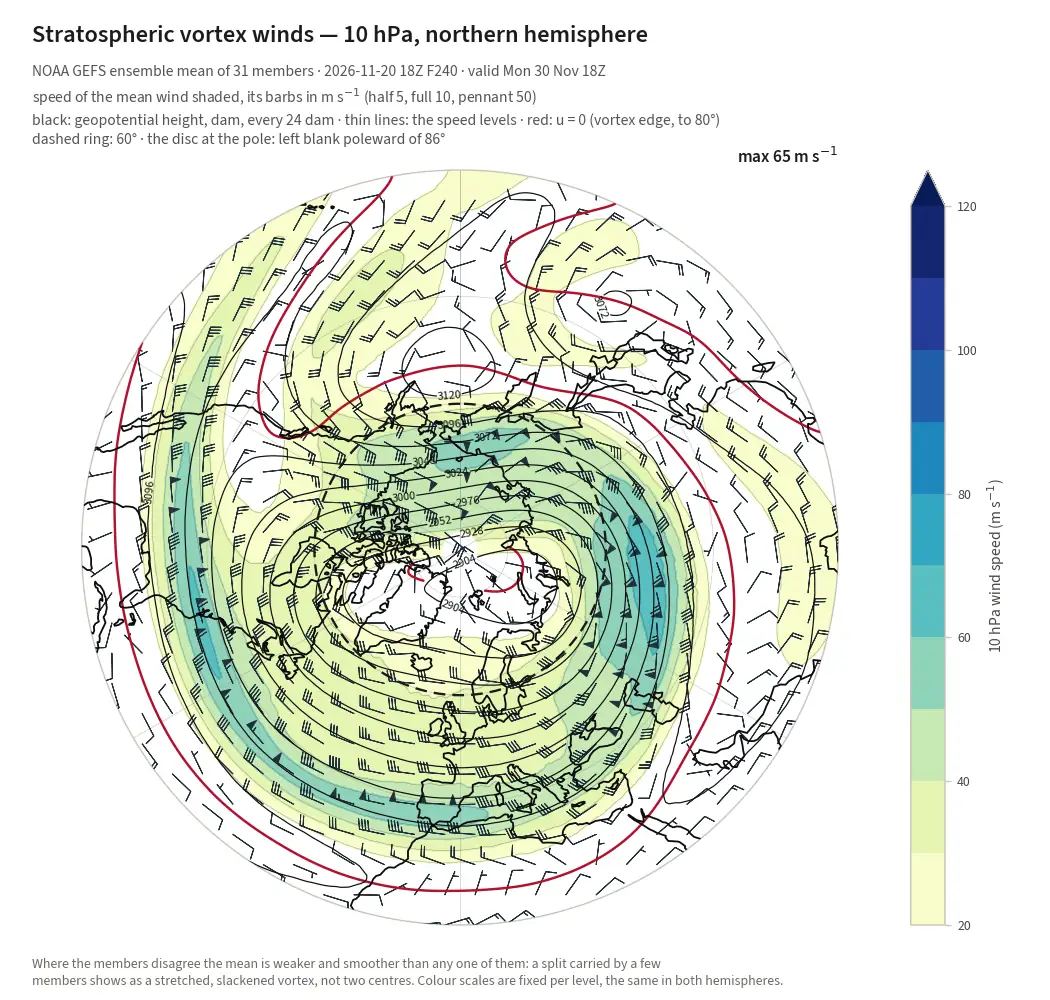 Stratospheric vortex winds — 10 hPa, northern hemisphere
NOAA GEFS ensemble mean of 31 members · 2026-11-20 18Z F240 · valid Mon 30 Nov 18Z
speed of the mean wind shaded, its barbs in m s⁻¹ (half 5, full 10, pennant 50)
black: geopotential height, dam, every 24 dam · thin lines: the speed levels · red: u = 0 (vortex edge, to 80°)
dashed ring: 60° · the disc at the pole: left blank poleward of 86°
max 65 m s⁻¹
120
100
80
60
40
20
10 hPa wind speed (m s⁻¹)
3072
3120
3096
3072
3048
3024
3000
2976
2952
2928
2904
3096
Where the members disagree the mean is weaker and smoother than any one of them: a split carried by a few
members shows as a stretched, slackened vortex, not two centres. Colour scales are fixed per level, the same in both hemispheres.